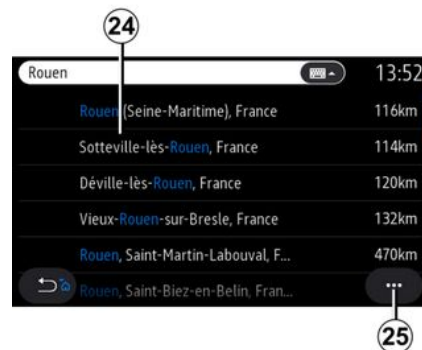 24
Rouen 13:52
Rouen (Seine-Maritime), France 116km
Sotteville-lès-Rouen, France 114km
Déville-lès-Rouen, France 120km
Vieux-Rouen-sur-Bresle, France 132km
Rouen, Saint-Martin-Labouval, F... 470km
Rouen, Saint-Biez-en-Belin, Fran... ...
25